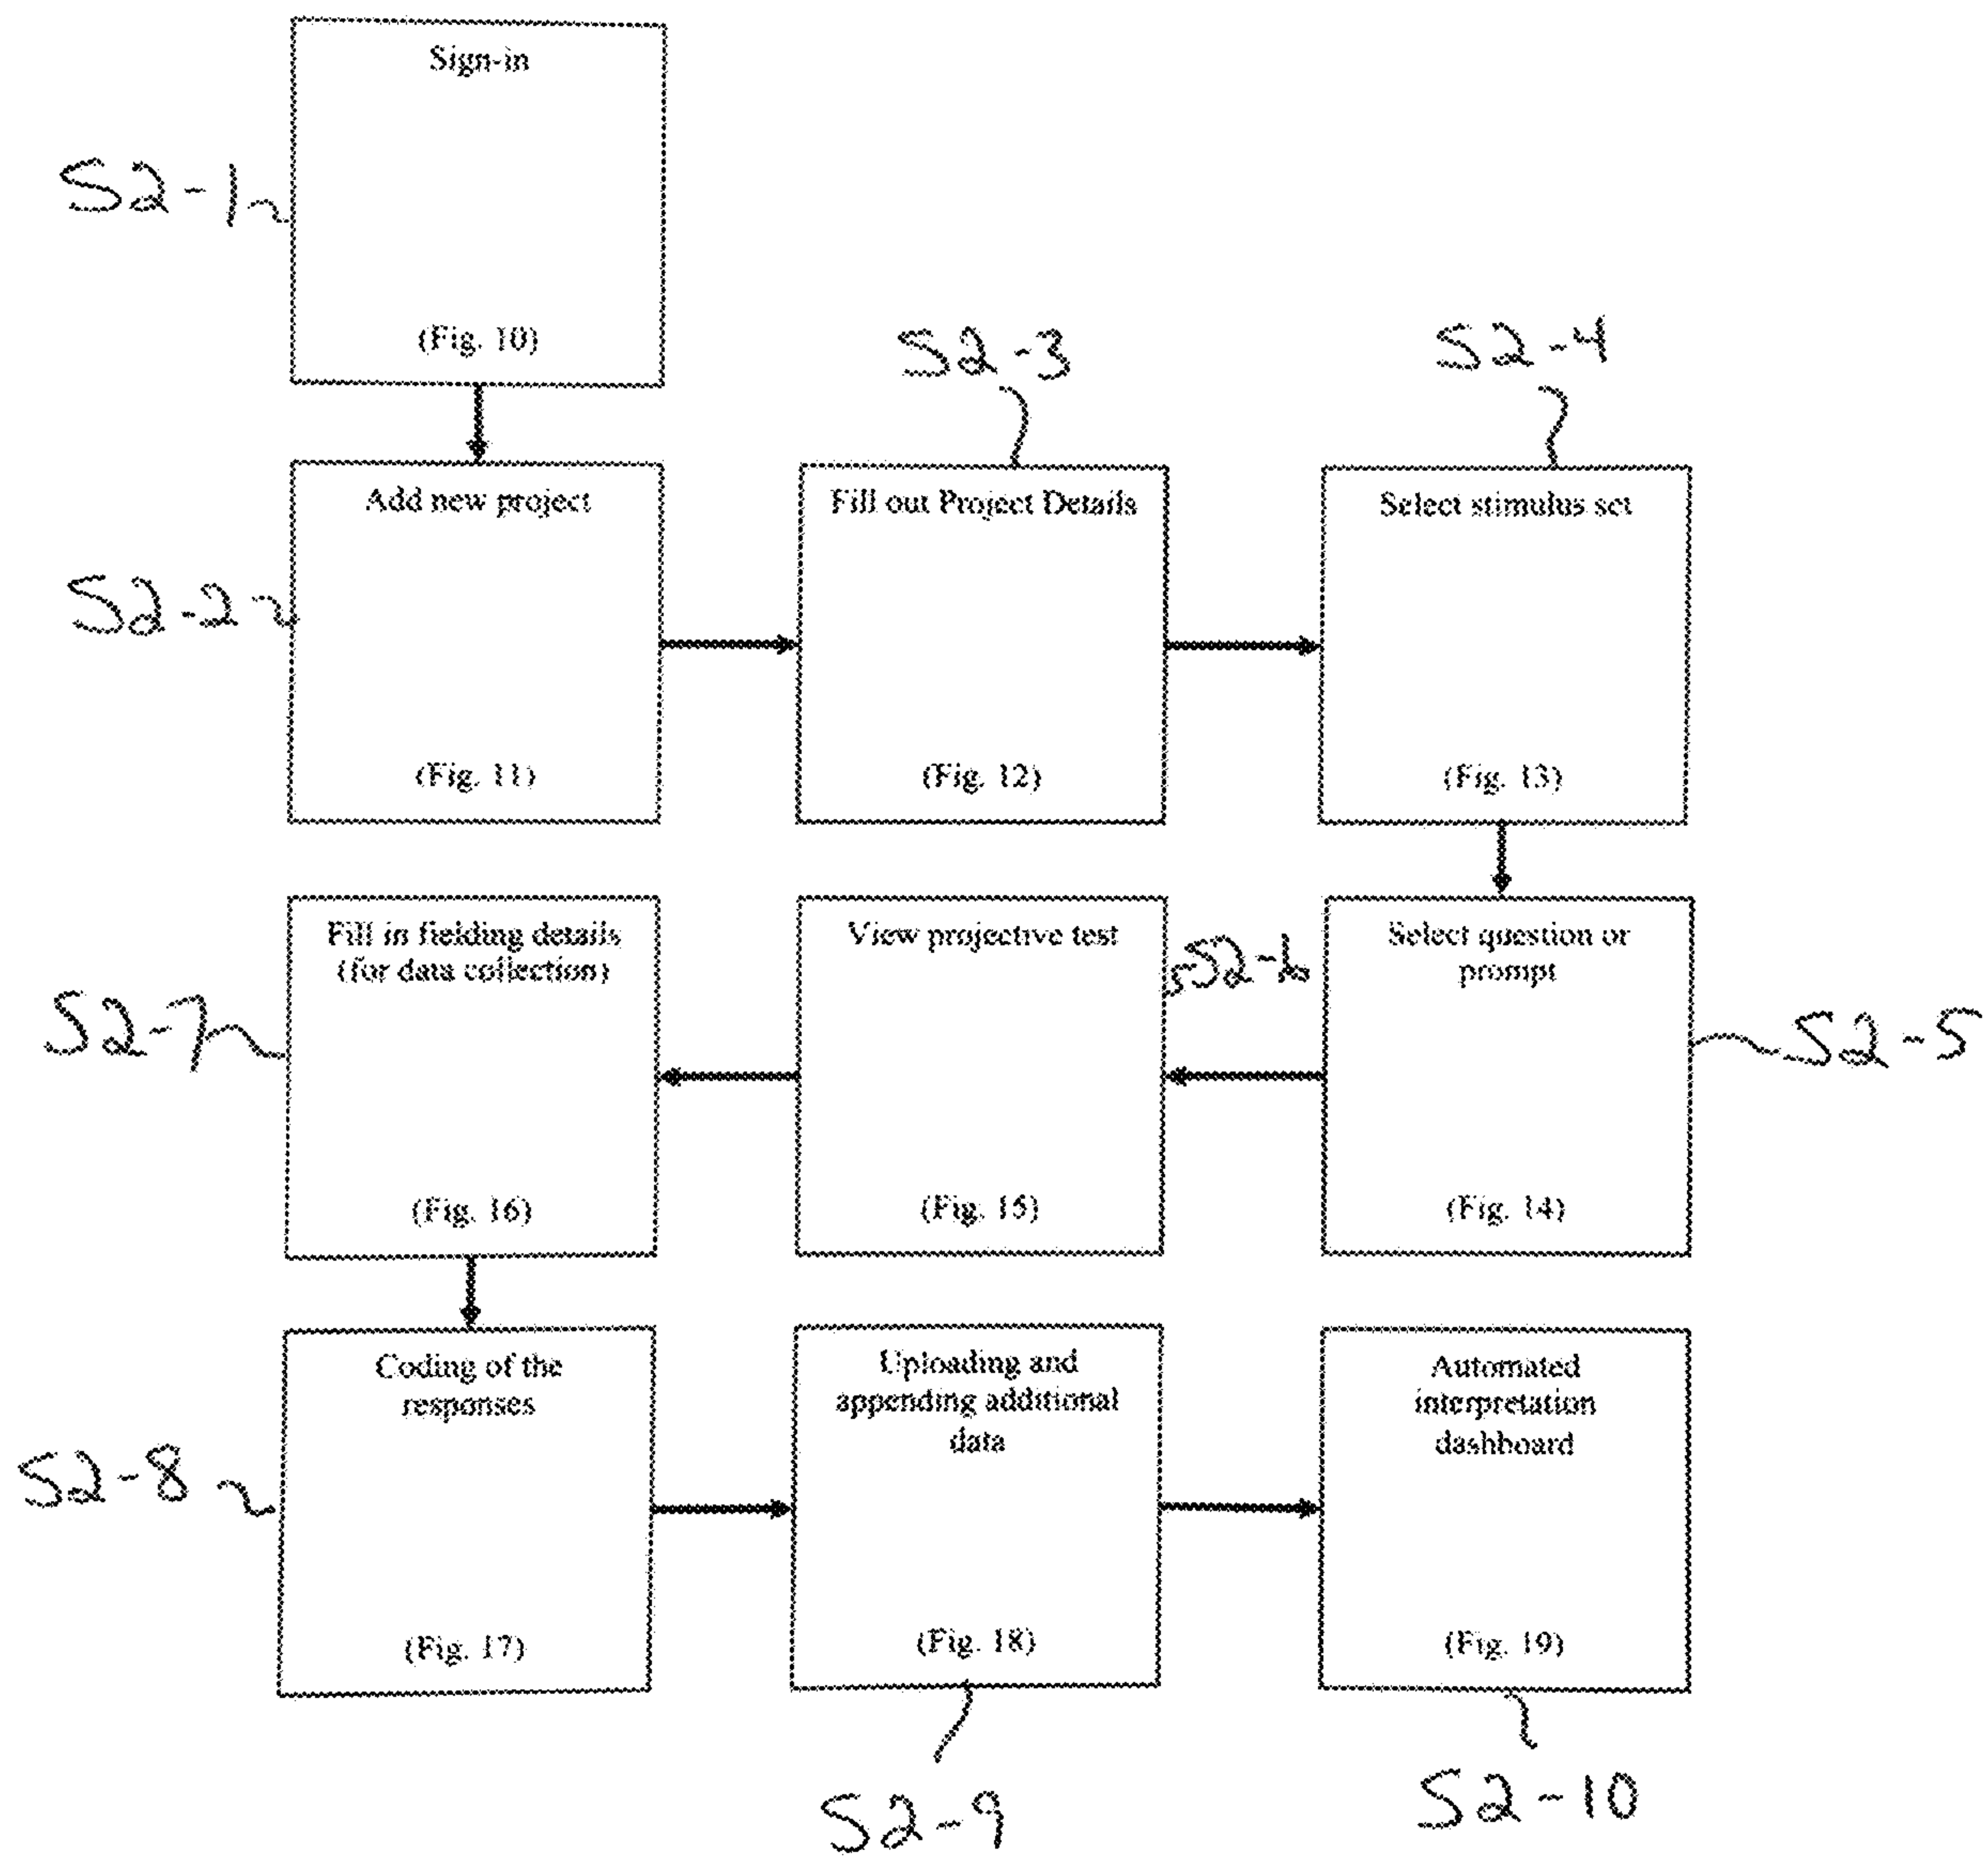 Sign-in
S2-1
(Fig. 10)
S2-3
S2-4
Add new project
Fill out Project Details
Select stimulus set
S2-2
(Fig. 11)
(Fig. 12)
(Fig. 13)
Fill in fielding details
(for data collection)
View projective test
S2-6
Select question or
prompt
S2-7
S2-5
(Fig. 16)
(Fig. 15)
(Fig. 14)
Coding of the
responses
Uploading and
appending additional
data
Automated
interpretation
dashboard
S2-8
(Fig. 17)
(Fig. 18)
(Fig. 19)
S2-9
S2-10